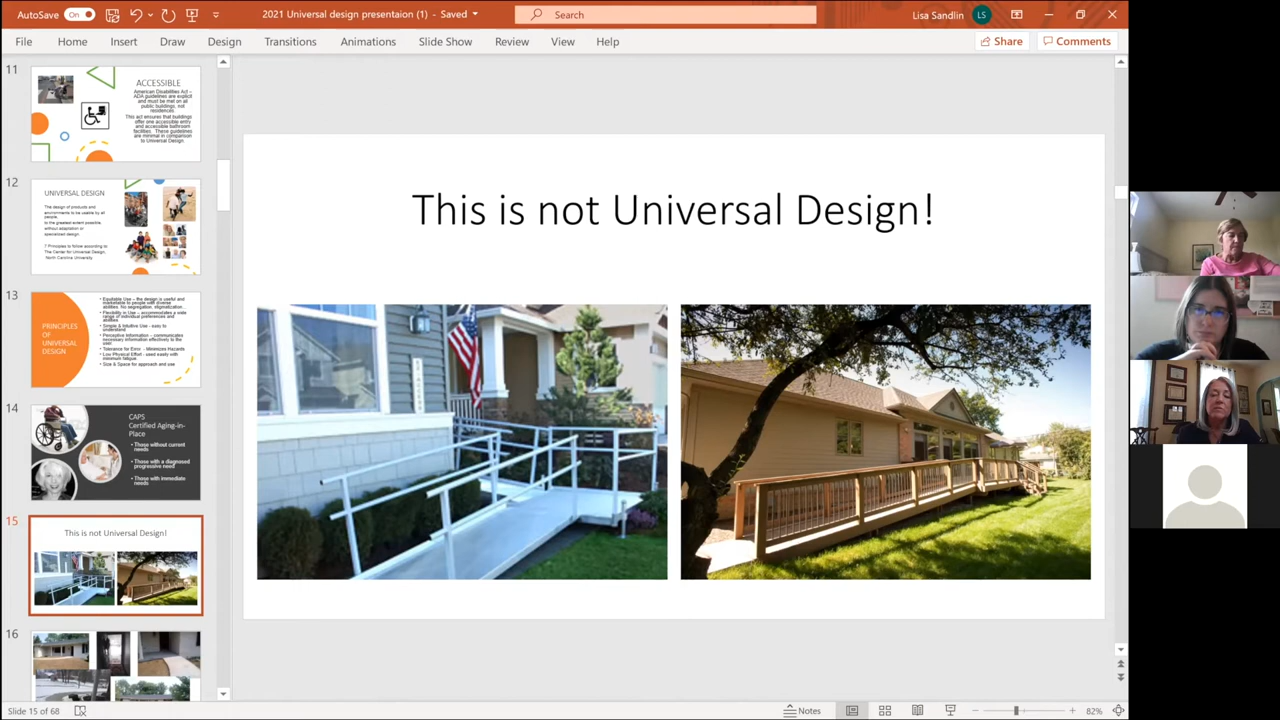 AutoSave On
2021 Universal design presentaion (1) - Saved
Search
Lisa Sandlin
LS
File Home Insert Draw Design Transitions Animations Slide Show Review View Help
Share Comments
11
ACCESSIBLE
American Disabilities Act –
ADA guidelines are explicit
and must be met on all
public buildings, not
residences.
This act ensures that buildings
offer one accessible entry
and accessible bathroom
facilities. These guidelines
are minimal in comparison
to Universal Design.
12
UNIVERSAL DESIGN
The design of products and
environments to be usable by all
people,
to the greatest extent possible
without adaptation or
specialized design.
7 Principles to follow according to
The Center for Universal Design,
North Carolina University
13
PRINCIPLES
OF
UNIVERSAL
DESIGN
• Equitable Use – the design is useful and
marketable to people with diverse
abilities. No segregation, stigmatization.
• Flexibility in Use – accommodates a wide
range of individual preferences and
abilities
• Simple & Intuitive Use - easy to
understand
• Perceptive Information – communicates
necessary information effectively to the
user
• Tolerance for Error – Minimizes Hazards
• Low Physical Effort - used easily with
minimum fatigue
• Size & Space for approach and use
14
CAPS
Certified Aging-in-
Place
• Those without current
needs
• Those with a diagnosed
progressive need
• Those with immediate
needs
15
This is not Universal Design!
16
This is not Universal Design!
Slide 15 of 68
Notes
82%